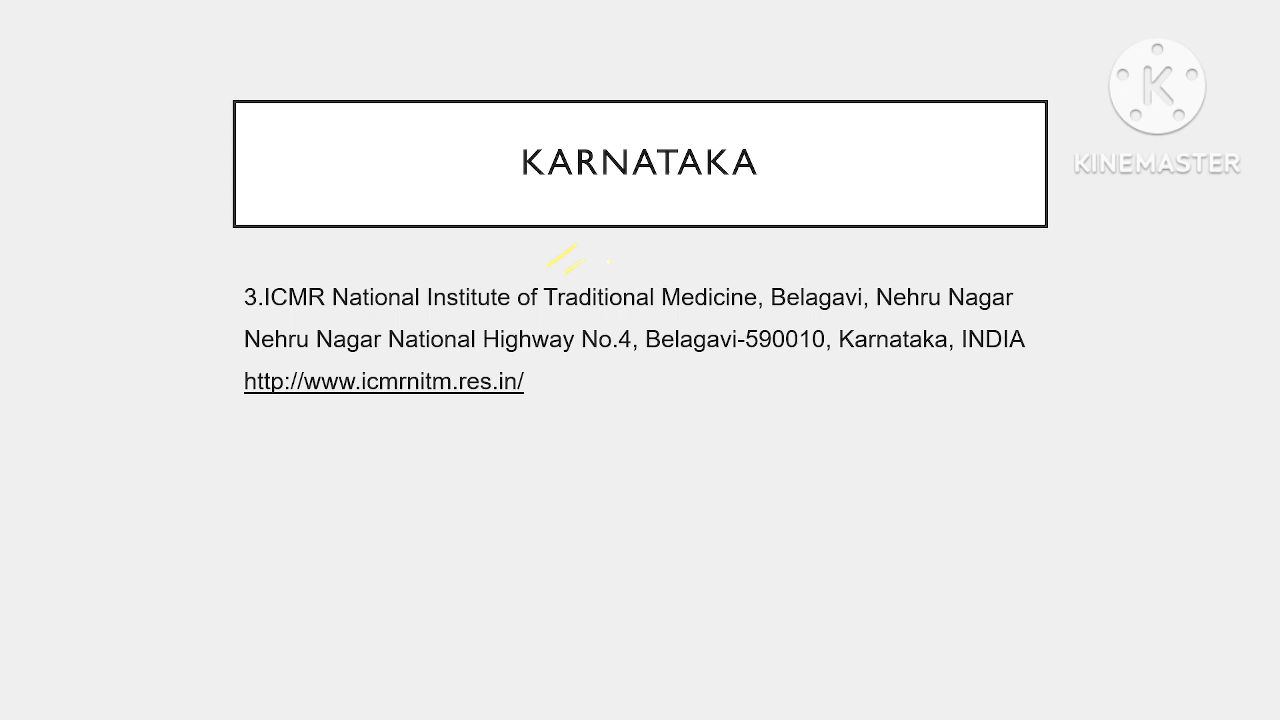 KARNATAKA
K
KINEMASTER
3.ICMR National Institute of Traditional Medicine, Belagavi, Nehru Nagar
Nehru Nagar National Highway No.4, Belagavi-590010, Karnataka, INDIA
http://www.icmrnitm.res.in/